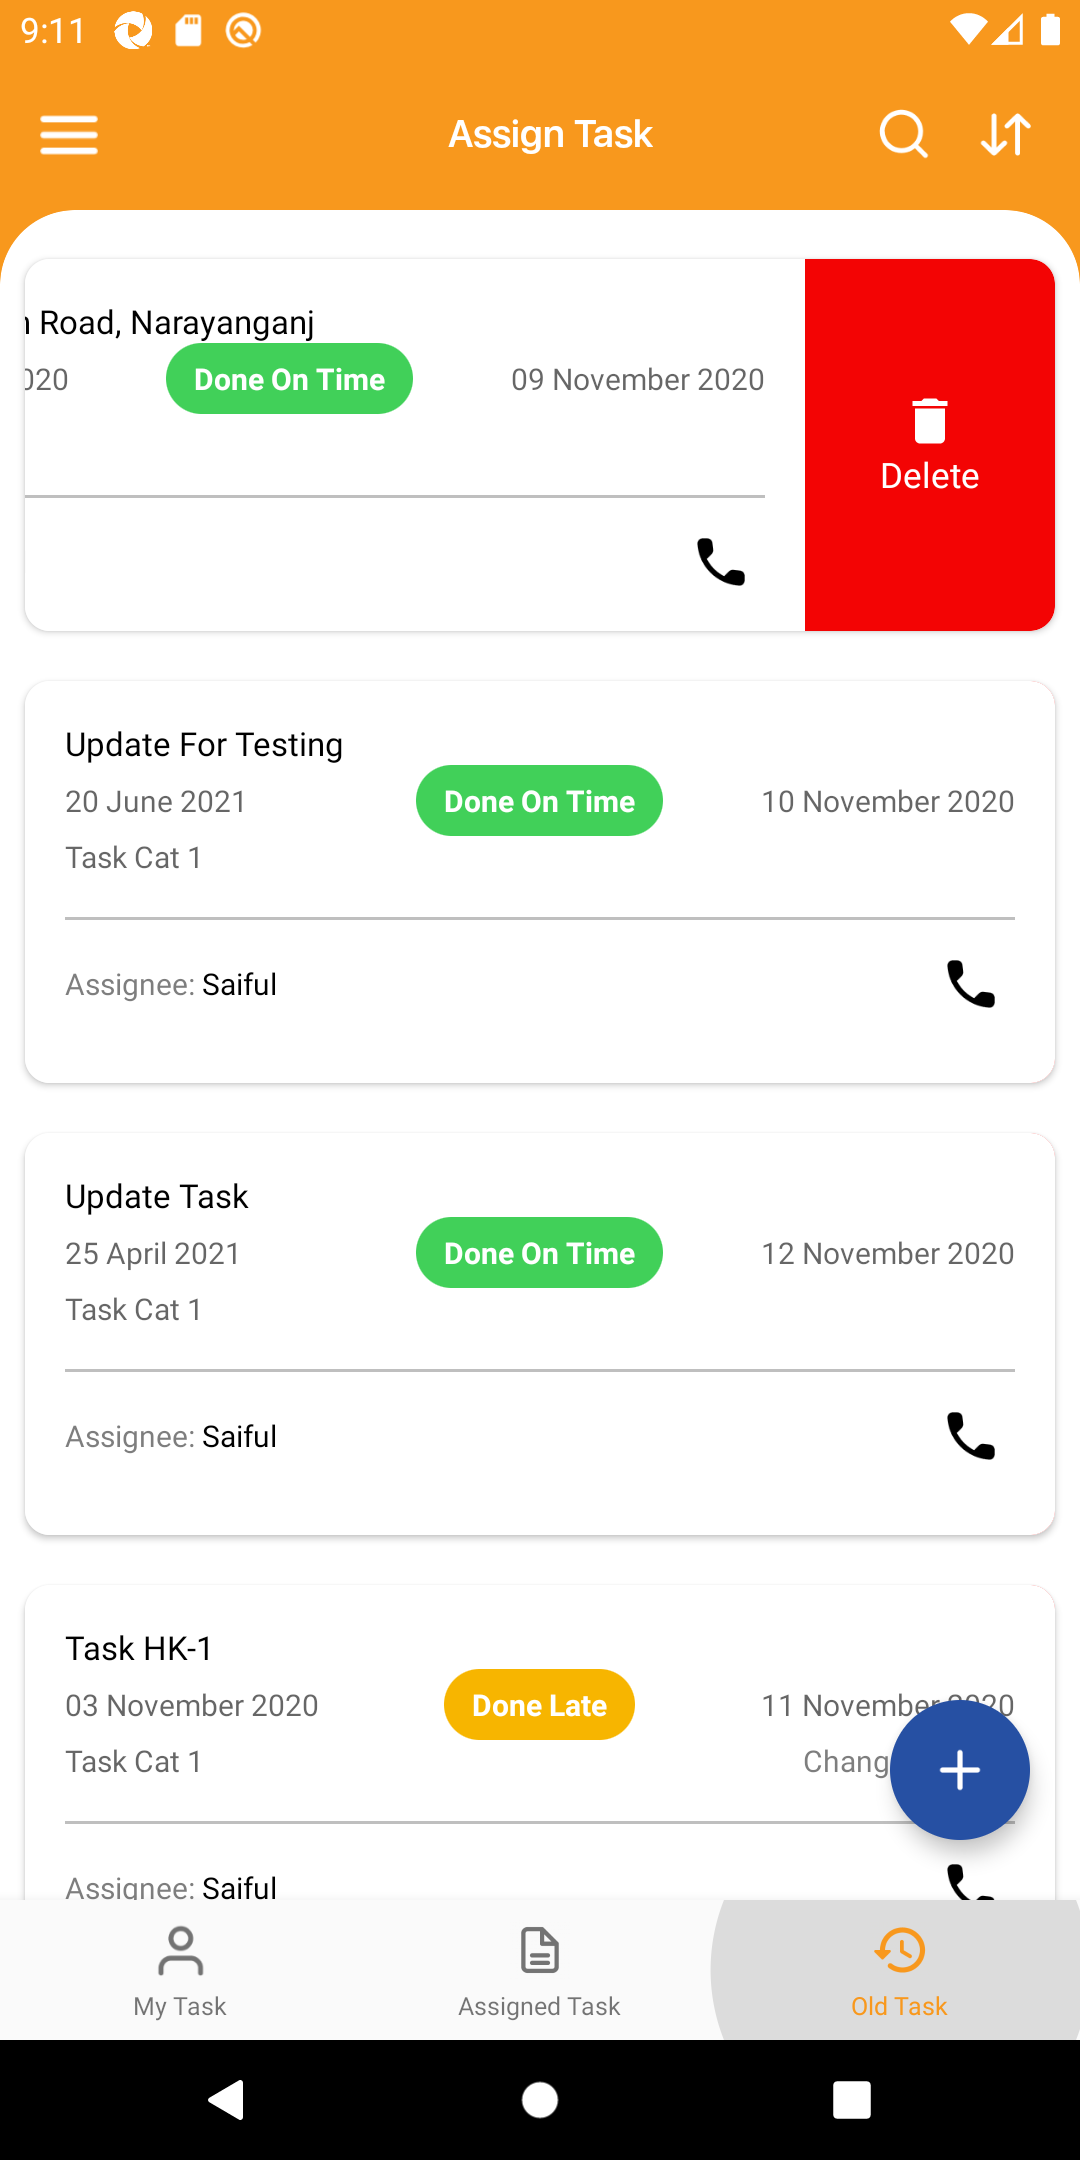 9:11
Assign Task
Road, Narayanganj
020 Done On Time 09 November 2020
Delete
Update For Testing
20 June 2021 Done On Time 10 November 2020
Task Cat 1
Assignee: Saiful
Update Task
25 April 2021 Done On Time 12 November 2020
Task Cat 1
Assignee: Saiful
Task HK-1
03 November 2020 Done Late 11 November 2020
Task Cat 1 Chang
Assignee: Saiful
My Task Assigned Task Old Task